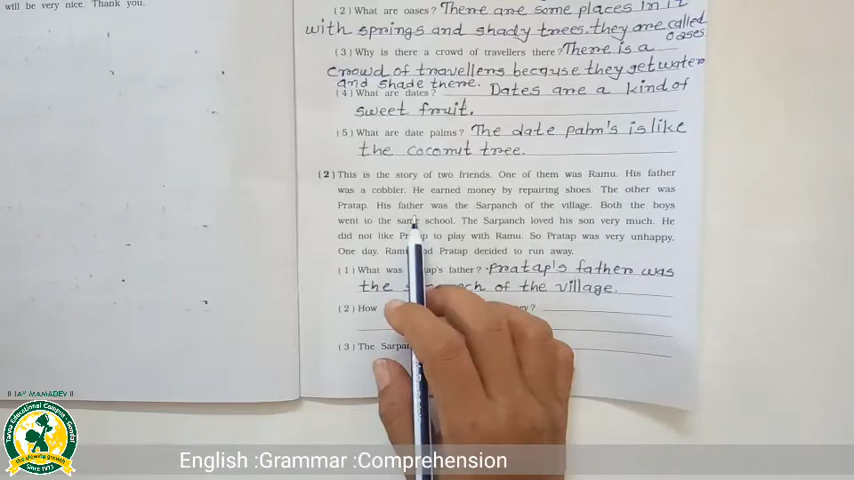 will be very nice. Thank you.
( 2 ) What are oases? There are some places in it
with springs and shady trees. they are called
oases.
( 3 ) Why is there a crowd of travellers there? There is a
crowd of travellers because they get water
and shade there.
( 4 ) What are dates? Dates are a kind of
sweet fruit.
( 5 ) What are date palms? The date palm's is like
the coconut tree.
( 2 ) This is the story of two friends. One of them was Ramu. His father
was a cobbler. He earned money by repairing shoes. The other was
Pratap. His father was the Sarpanch of the village. Both the boys
went to the same school. The Sarpanch loved his son very much. He
did not like Pratap to play with Ramu. So Pratap was very unhappy.
One day, Ramu and Pratap decided to run away.
( 1 ) What was Pratap's father? Pratap's father was
the of the village.
( 2 ) How
( 3 ) The
|| JAY MAMADEV ||
English :Grammar :Comprehension